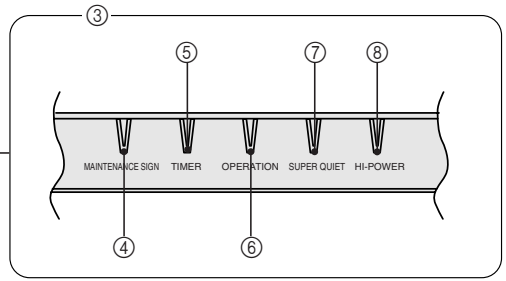 ③
⑤ ⑦ ⑧
MAINTENANCE SIGN TIMER OPERATION SUPER QUIET HI-POWER
④ ⑥